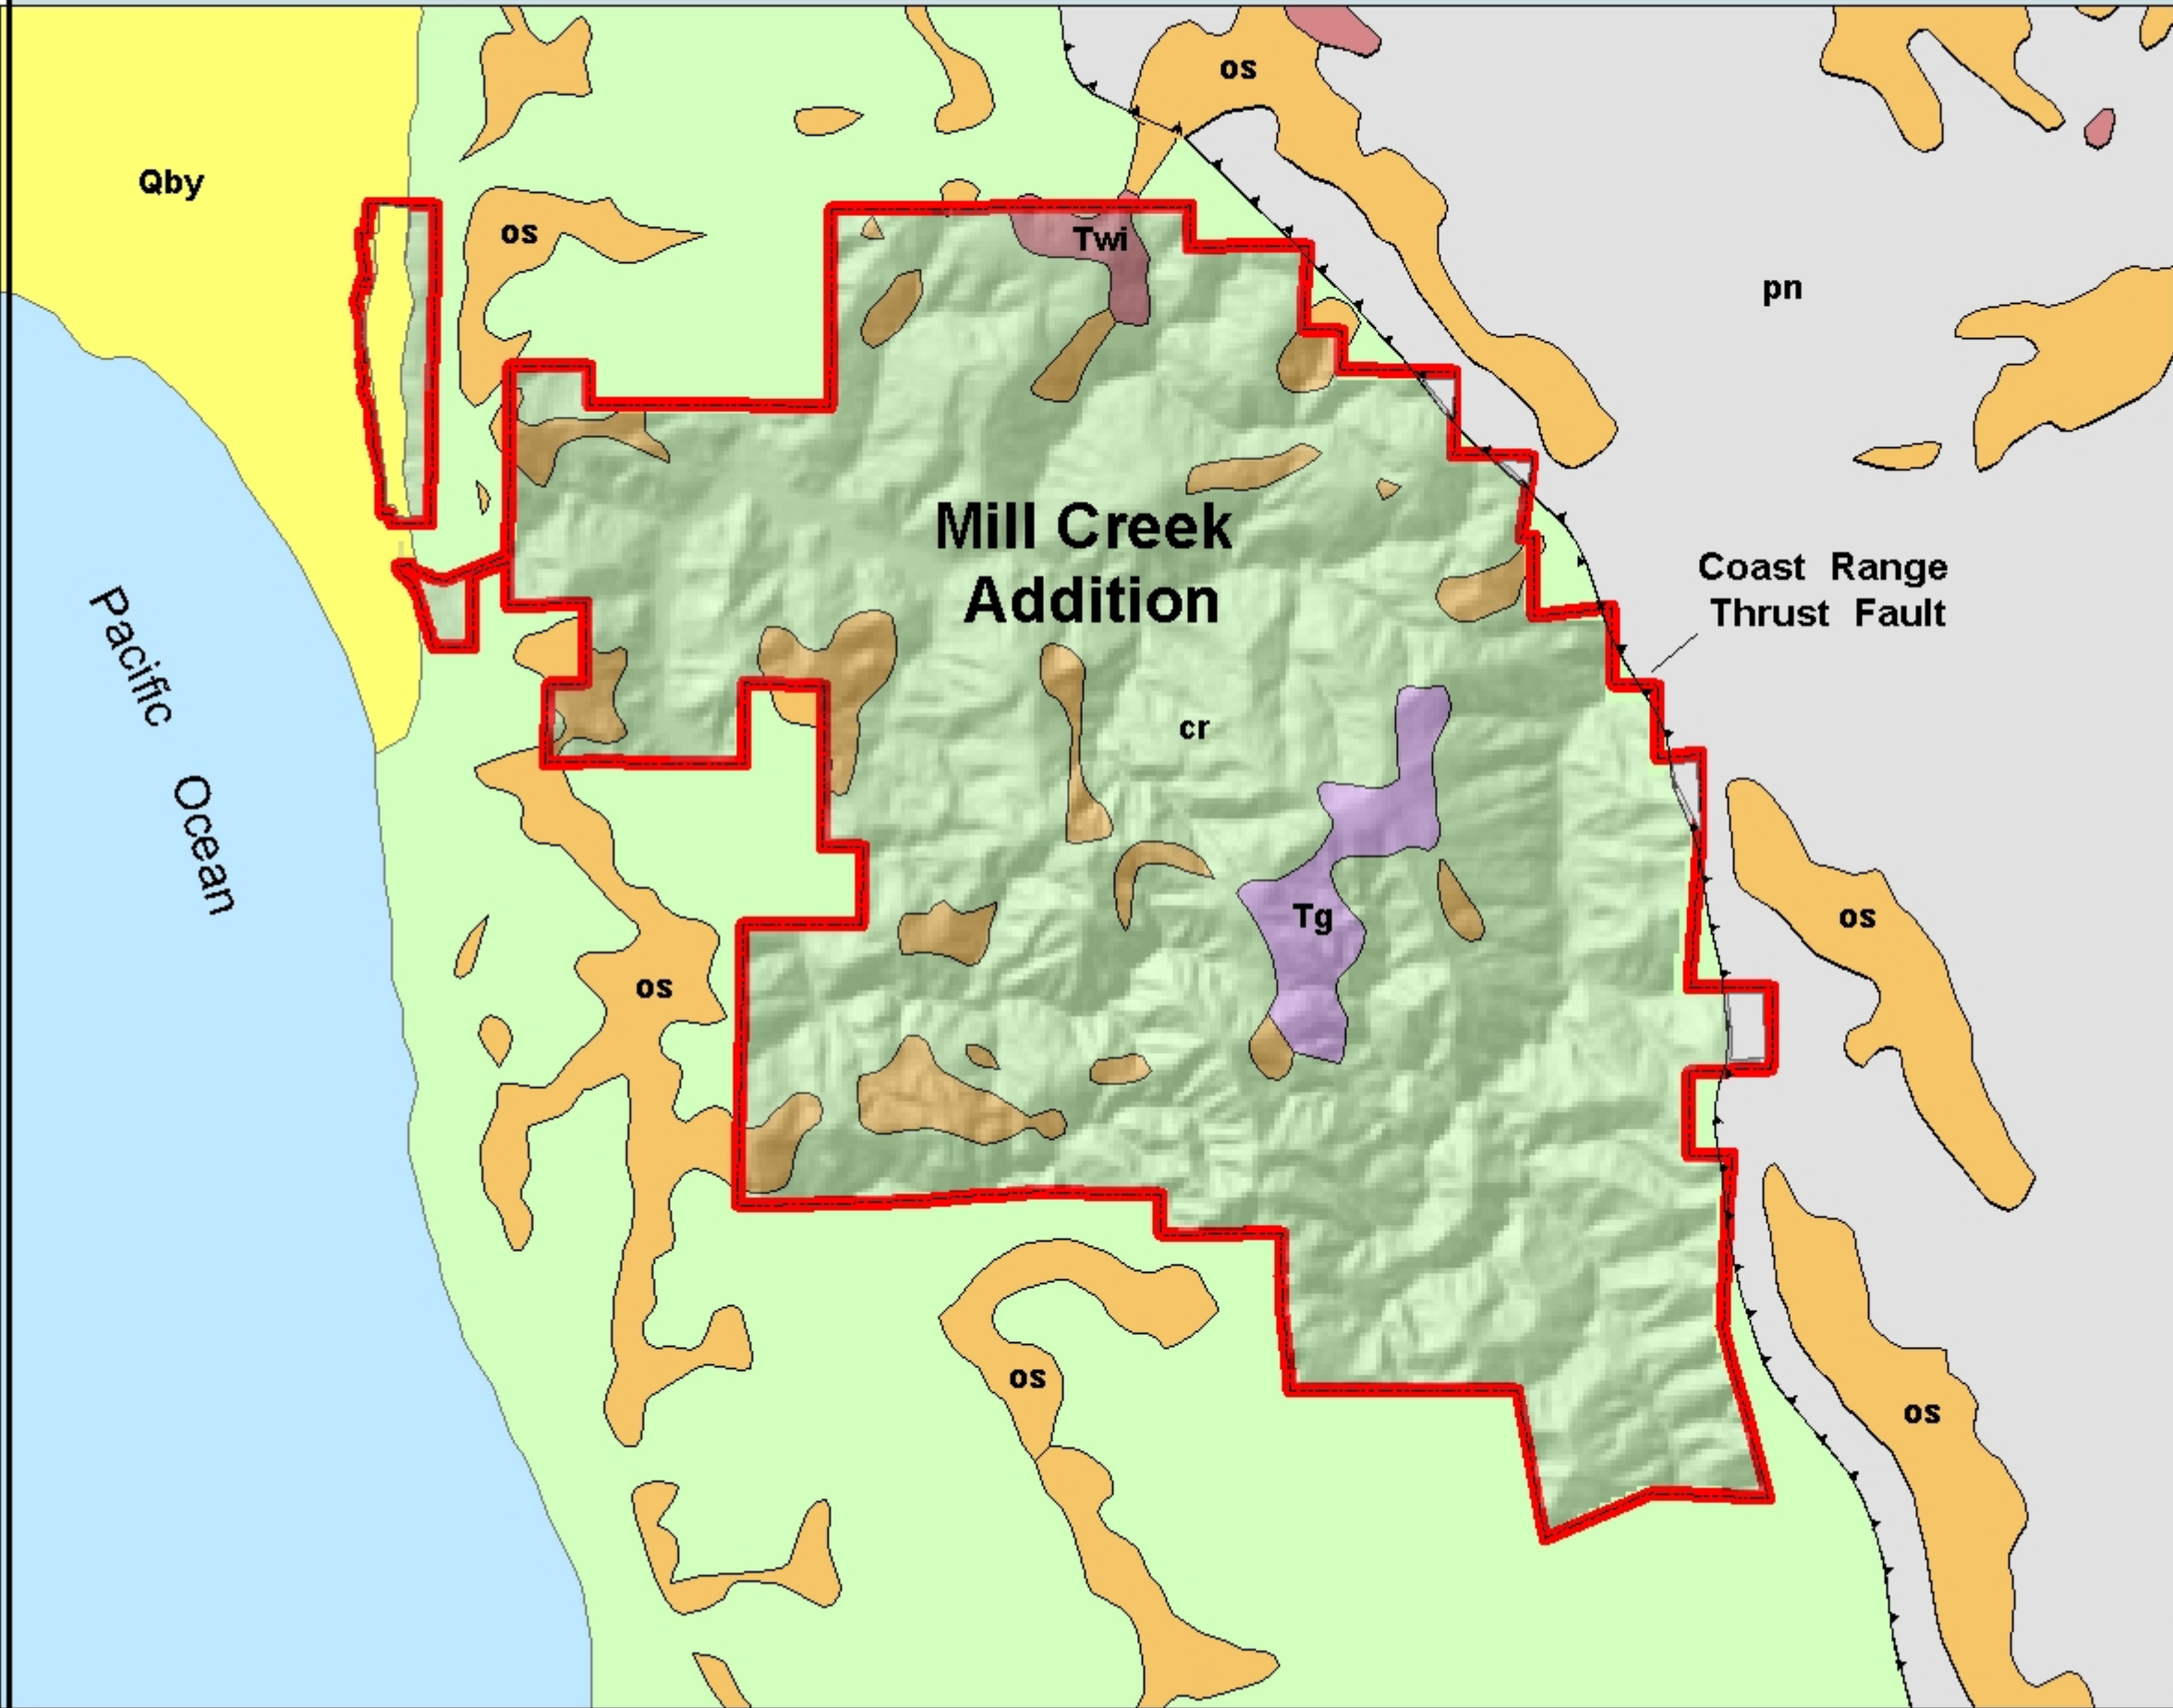 os
Qby
os
Twi
pn
Mill Creek
Addition
Coast Range
Thrust Fault
Pacific Ocean
cr
Tg
os
os
os
os